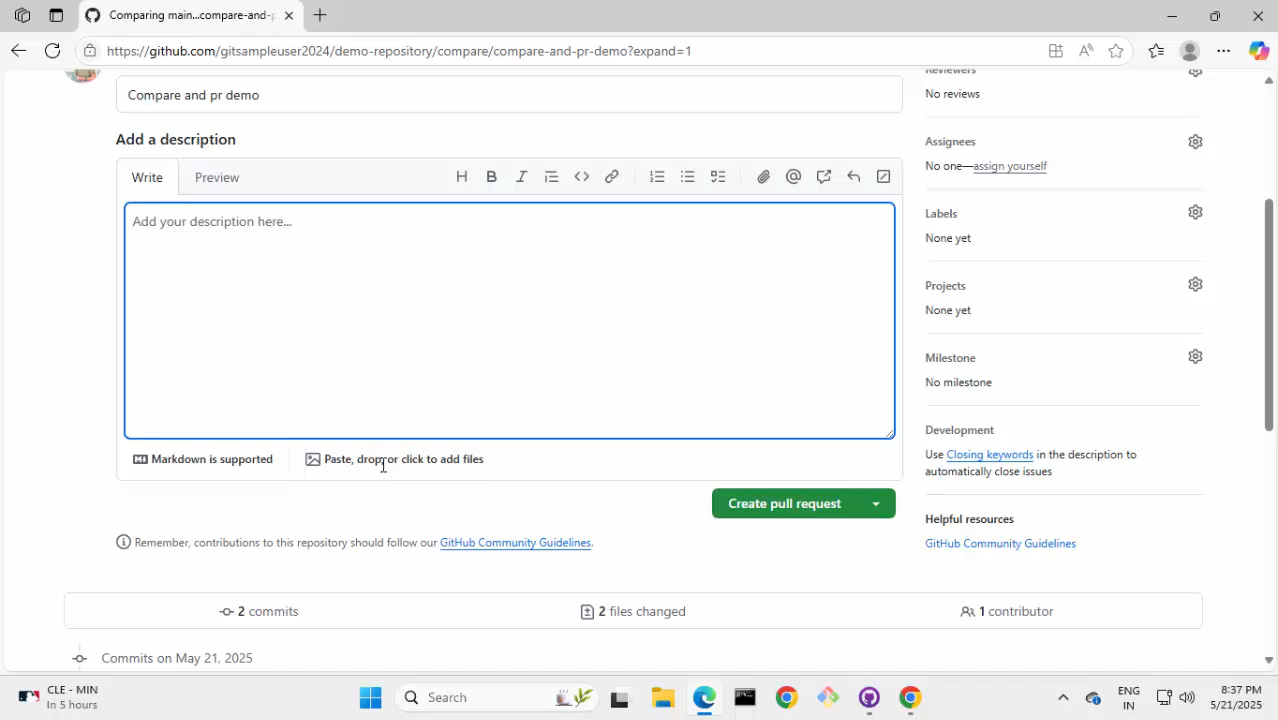 Comparing main...compare-and-p
https://github.com/gitsampleuser2024/demo-repository/compare/compare-and-pr-demo?expand=1
Compare and pr demo
Add a description
Write
Preview
Add your description here...
Markdown is supported
Paste, drop, or click to add files
Create pull request
Remember, contributions to this repository should follow our GitHub Community Guidelines.
Reviewers
No reviews
Assignees
No one—assign yourself
Labels
None yet
Projects
None yet
Milestone
No milestone
Development
Use Closing keywords in the description to
automatically close issues
Helpful resources
GitHub Community Guidelines
2 commits
2 files changed
1 contributor
Commits on May 21, 2025
CLE - MIN
In 5 hours
Search
ENG
IN
8:37 PM
5/21/2025